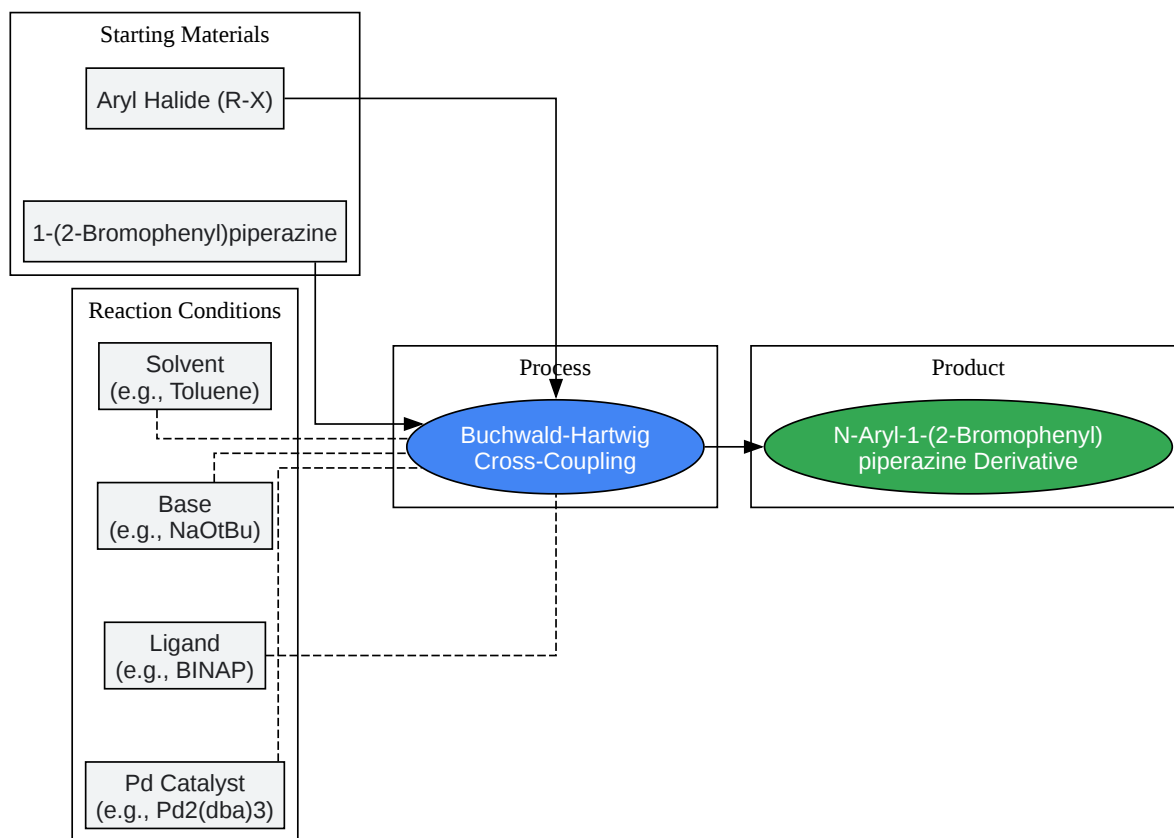 Starting Materials
Aryl Halide (R-X)
1-(2-Bromophenyl)piperazine
Reaction Conditions
Solvent
(e.g., Toluene)
Base
(e.g., NaOtBu)
Ligand
(e.g., BINAP)
Pd Catalyst
(e.g., Pd2(dba)3)
Process
Buchwald-Hartwig
Cross-Coupling
Product
N-Aryl-1-(2-Bromophenyl)
piperazine Derivative